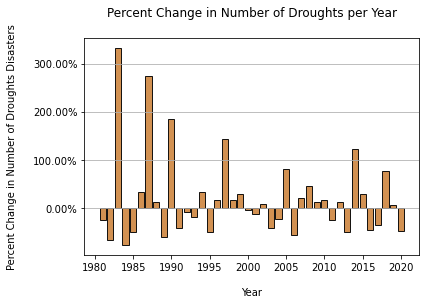 Percent Change in Number of Droughts per Year
Percent Change in Number of Droughts Disasters
300.00%
200.00%
100.00%
0.00%
1980 1985 1990 1995 2000 2005 2010 2015 2020
Year